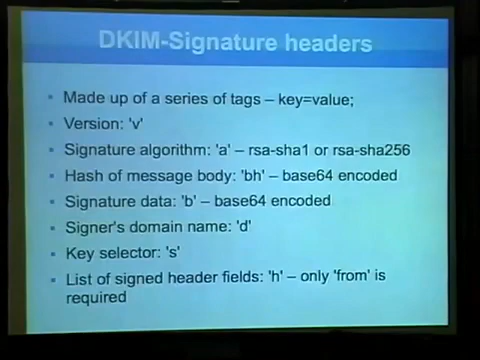 DKIM-Signature headers
• Made up of a series of tags – key=value;
• Version: 'v'
• Signature algorithm: 'a' – rsa-sha1 or rsa-sha256
• Hash of message body: 'bh' – base64 encoded
• Signature data: 'b' – base64 encoded
• Signer's domain name: 'd'
• Key selector: 's'
• List of signed header fields: 'h' – only 'from' is
required